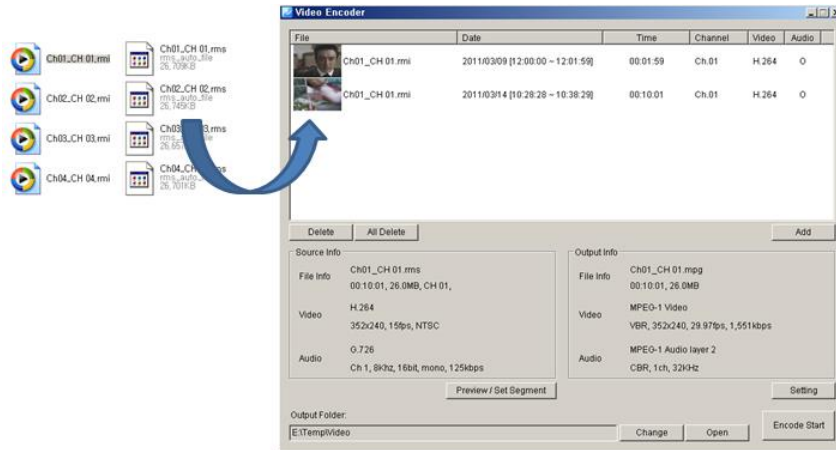 Video Encoder
Ch01_CH 01.rmi
Ch01_CH 01.rms
rms_auto_file
26,709KB
Ch02_CH 02.rmi
Ch02_CH 02.rms
rms_auto_file
26,745KB
Ch03_CH 03.rmi
Ch04_CH 04.rmi
26,701KB
File Date Time Channel Video Audio
Ch01_CH 01.rmi 2011/03/09 [12:00:00 ~ 12:01:59] 00:01:59 Ch.01 H.264 O
Ch01_CH 01.rmi 2011/03/14 [10:28:28 ~ 10:38:29] 00:10:01 Ch.01 H.264 O
Delete All Delete Add
Source Info
File Info
Ch01_CH 01.rms
00:10:01, 26.0MB, CH 01,
Video
H.264
352x240, 15fps, NTSC
Audio
G.726
Ch 1, 8Khz, 16bit, mono, 125kbps
Preview / Set Segment
Output Info
File Info
Ch01_CH 01.mpg
00:10:01, 26.0MB
Video
MPEG-1 Video
VBR, 352x240, 29.97fps, 1,551kbps
Audio
MPEG-1 Audio layer 2
CBR, 1ch, 32KHz
Setting
Output Folder:
E:\Temp\Video
Change Open Encode Start